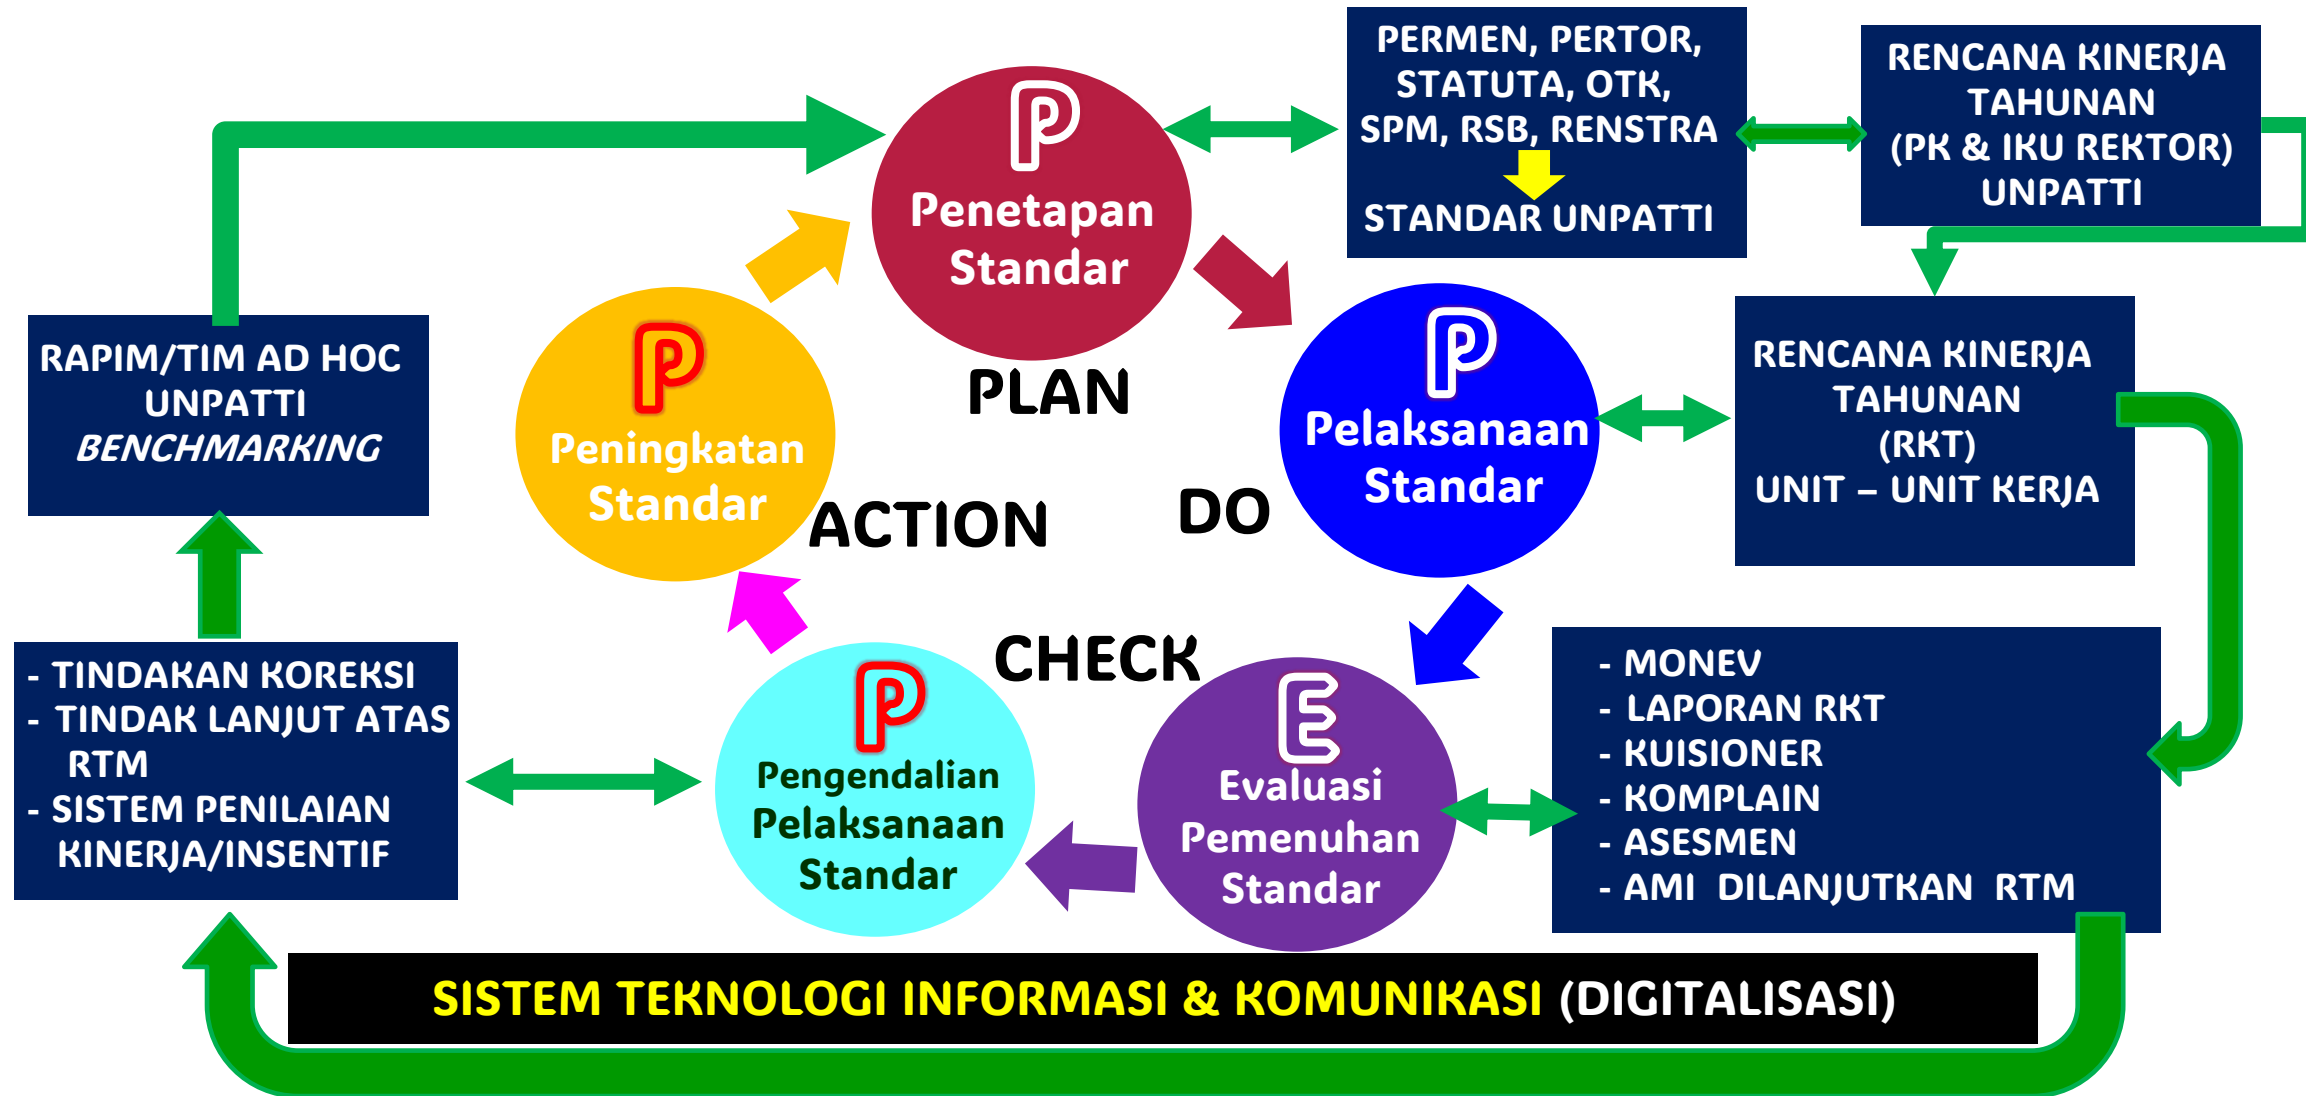 PERMEN, PERTOR,
STATUTA, OTK,
SPM, RSB, RENSTRA
STANDAR UNPATTI
RENCANA KINERJA
TAHUNAN
(PK & IKU REKTOR)
UNPATTI
P
Penetapan
Standar
PLAN
P
Pelaksanaan
Standar
DO
RENCANA KINERJA
TAHUNAN
(RKT)
UNIT – UNIT KERJA
RAPIM/TIM AD HOC
UNPATTI
BENCHMARKING
P
Peningkatan
Standar
ACTION
CHECK
- TINDAKAN KOREKSI
- TINDAK LANJUT ATAS
RTM
- SISTEM PENILAIAN
KINERJA/INSENTIF
P
Pengendalian
Pelaksanaan
Standar
E
Evaluasi
Pemenuhan
Standar
- MONEV
- LAPORAN RKT
- KUISIONER
- KOMPLAIN
- ASESMEN
- AMI DILANJUTKAN RTM
SISTEM TEKNOLOGI INFORMASI & KOMUNIKASI (DIGITALISASI)